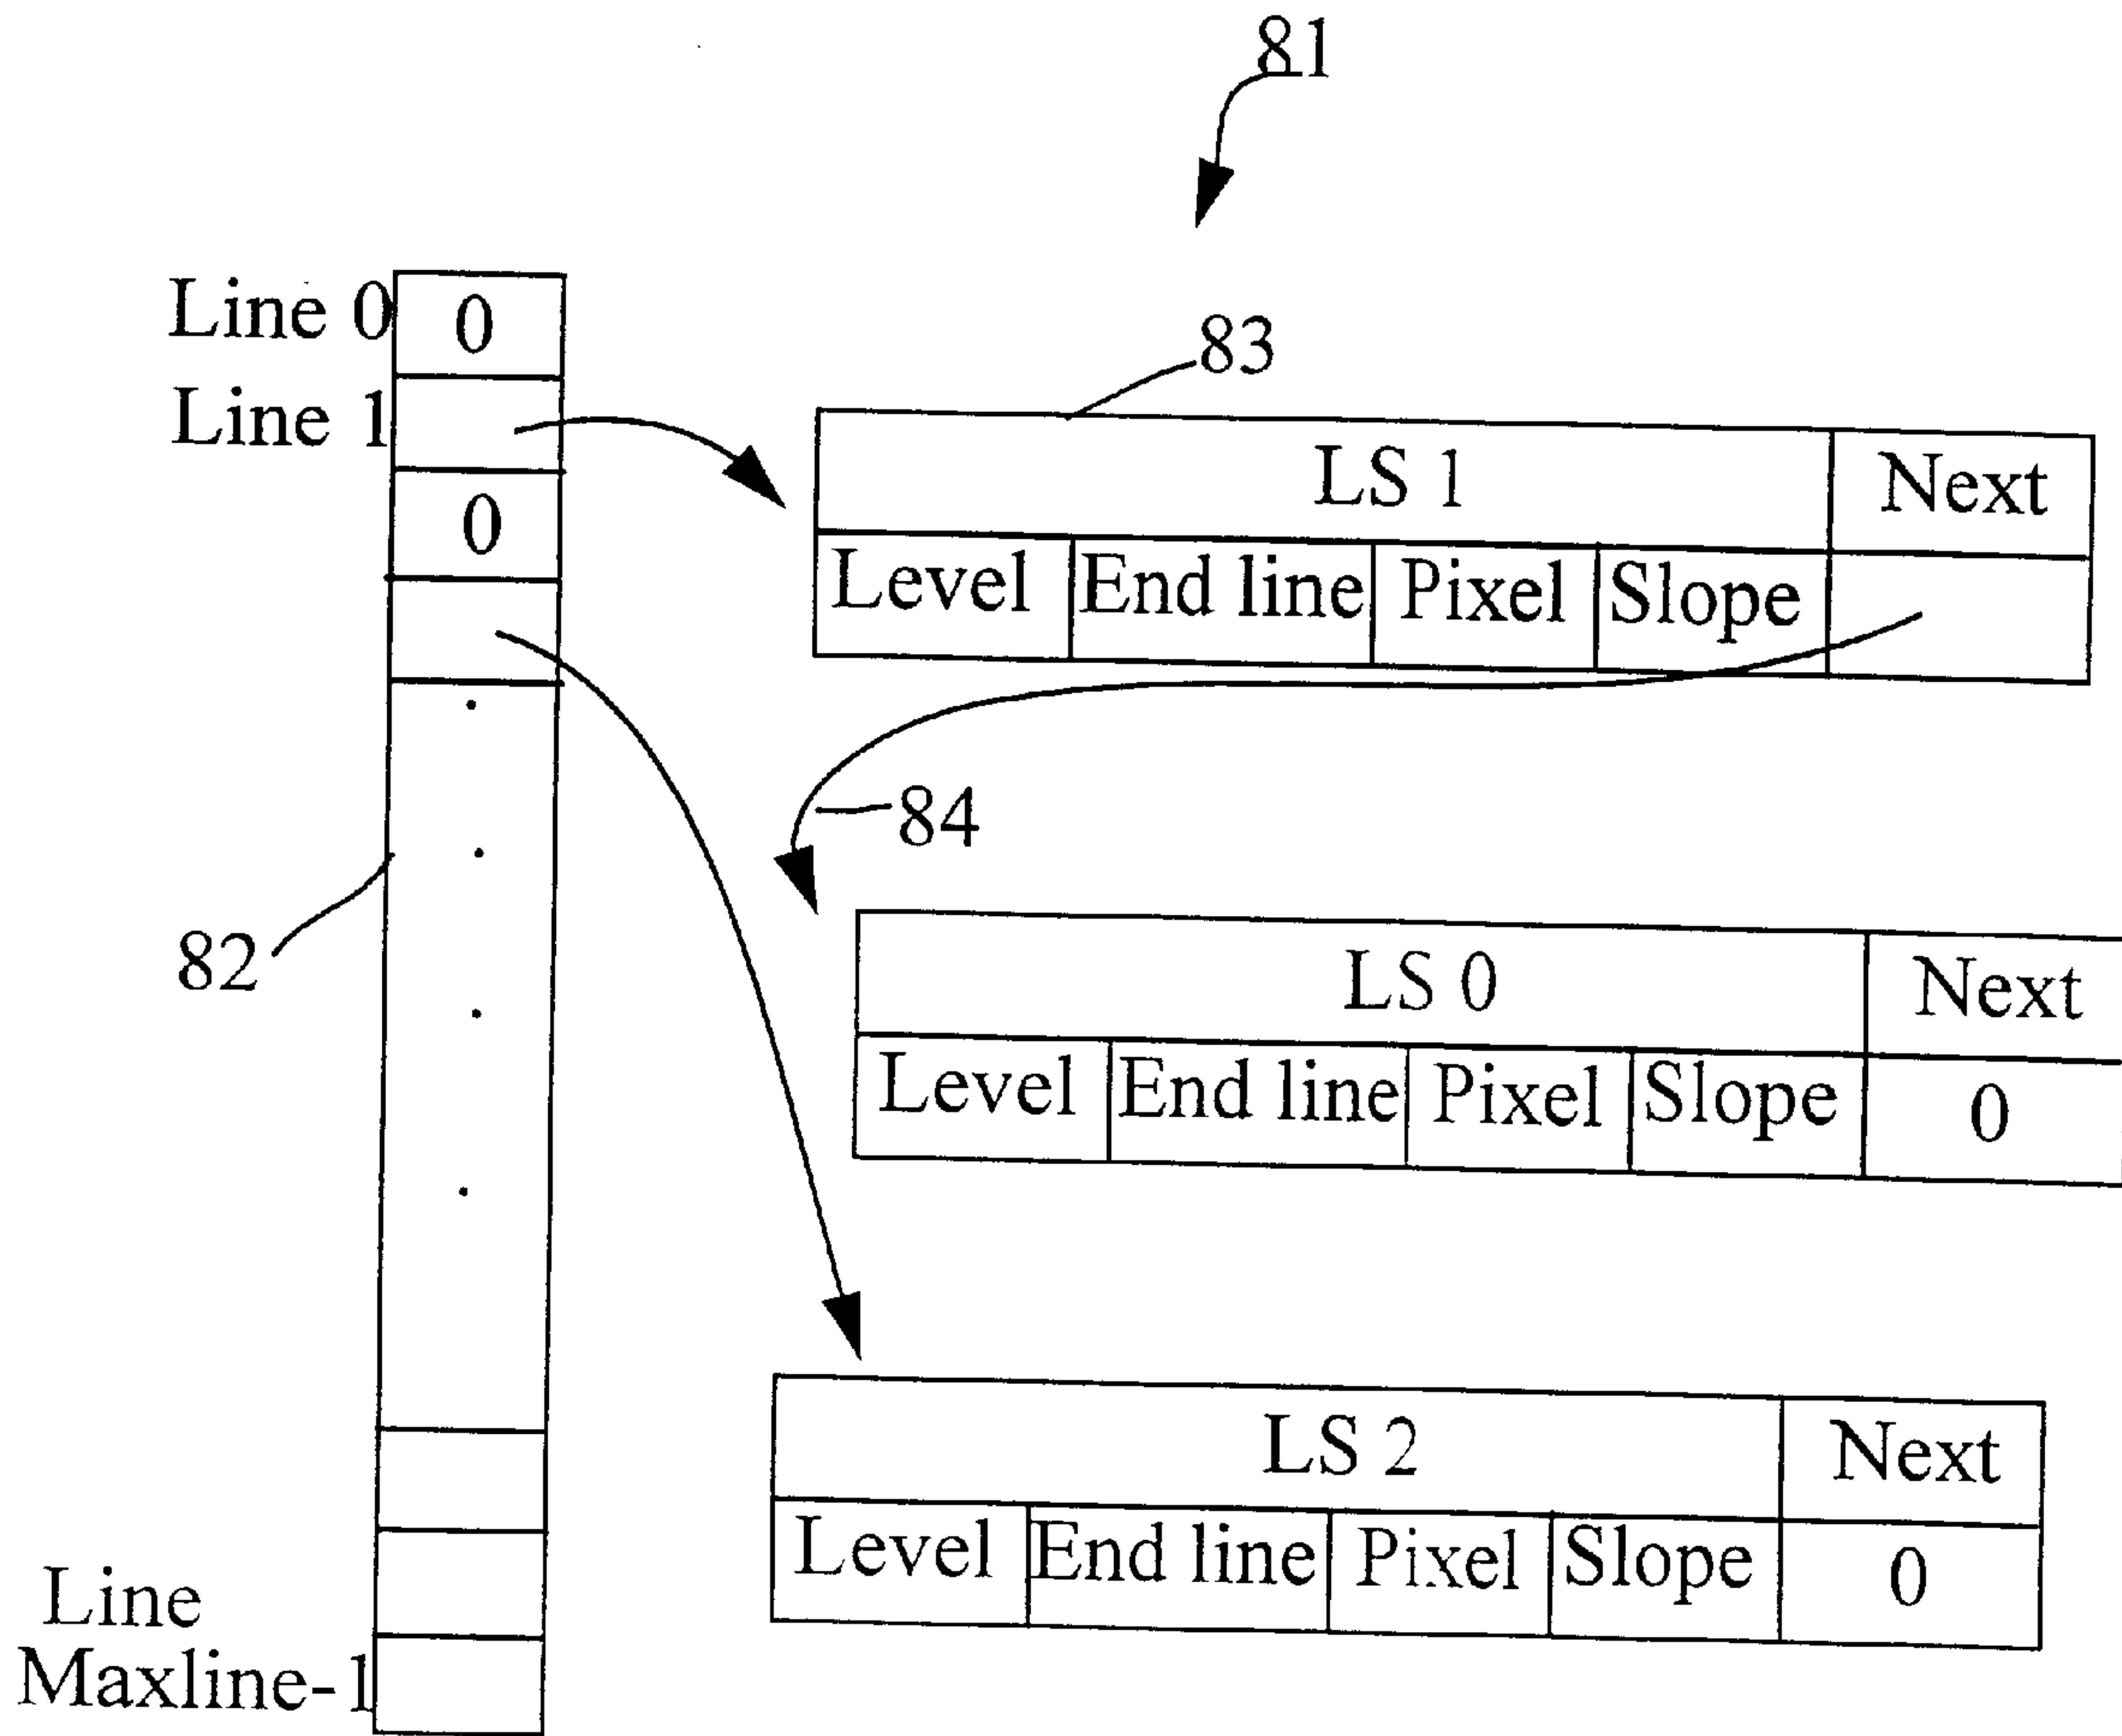 81
Line 0
0
83
Line 1
LS 1
Next
0
Level
End line
Pixel
Slope
84
82
LS 0
Next
Level
End line
Pixel
Slope
0
LS 2
Next
Level
End line
Pixel
Slope
0
Line
Maxline-1